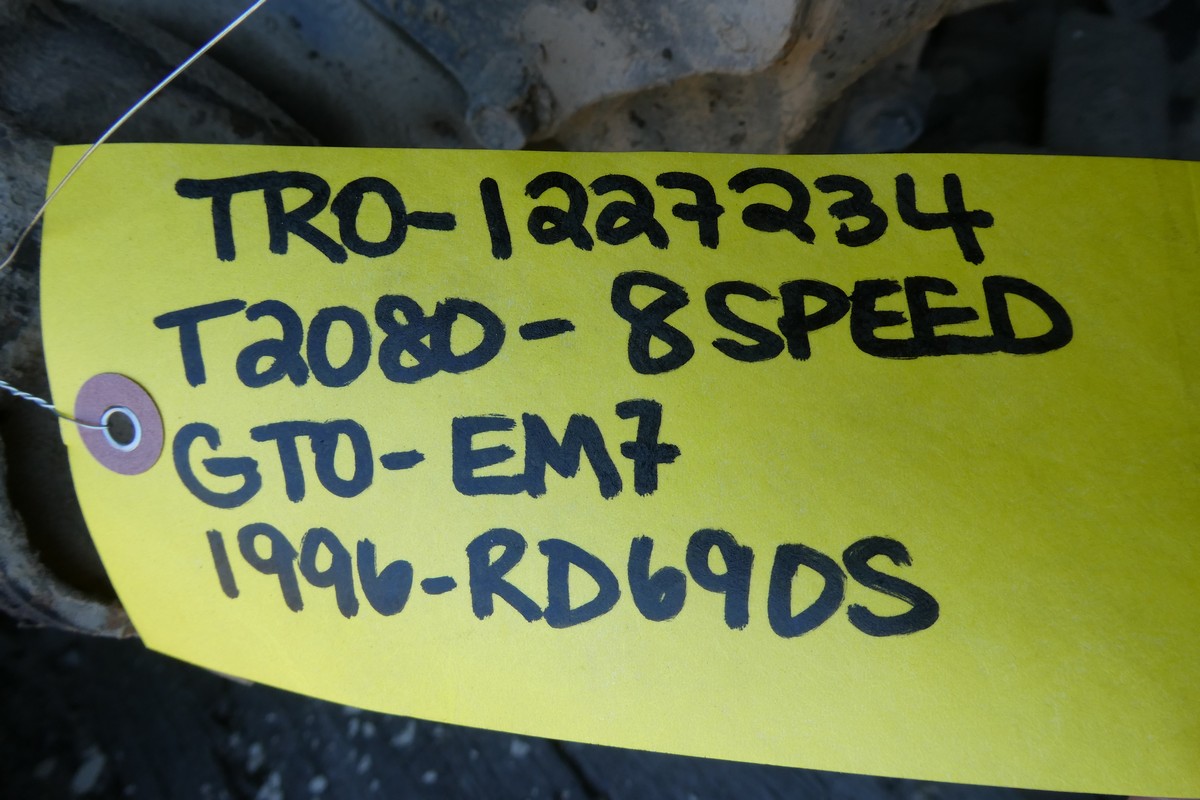 TRO-1227234
T2080-8SPEED
GTO-EM7
1996-RD690S